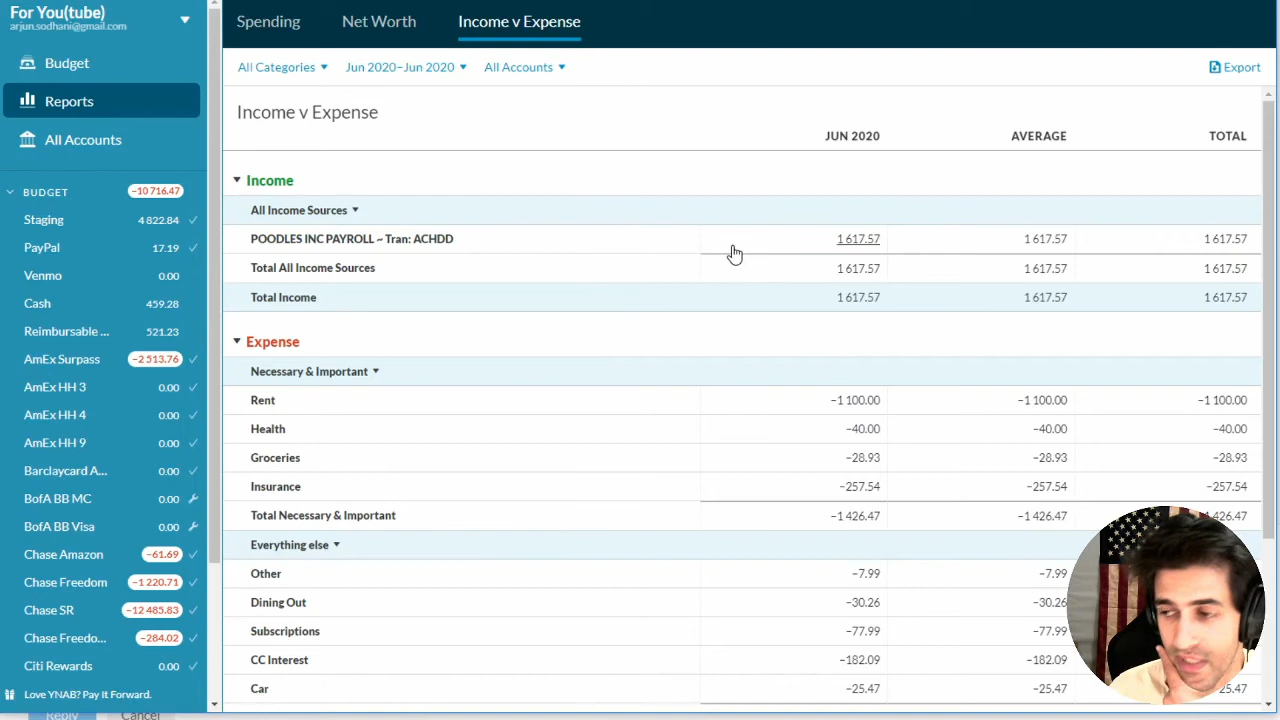 For You(tube)
arjun.sodhani@gmail.com
Budget
Reports
All Accounts
BUDGET −10 716.47
Staging 4 822.84
PayPal 17.19
Venmo 0.00
Cash 459.28
Reimbursable ... 521.23
AmEx Surpass −2 513.76
AmEx HH 3 0.00
AmEx HH 4 0.00
AmEx HH 9 0.00
Barclaycard A... 0.00
BofA BB MC 0.00
BofA BB Visa 0.00
Chase Amazon −61.69
Chase Freedom −1 220.71
Chase SR −12 485.83
Chase Freedo... −284.02
Citi Rewards 0.00
Love YNAB? Pay It Forward.
Reply Cancel
Spending Net Worth Income v Expense
All Categories Jun 2020–Jun 2020 All Accounts Export
Income v Expense
JUN 2020 AVERAGE TOTAL
Income
All Income Sources
POODLES INC PAYROLL ~ Tran: ACHDD 1 617.57 1 617.57 1 617.57
Total All Income Sources 1 617.57 1 617.57 1 617.57
Total Income 1 617.57 1 617.57 1 617.57
Expense
Necessary & Important
Rent −1 100.00 −1 100.00 −1 100.00
Health −40.00 −40.00 −40.00
Groceries −28.93 −28.93 −28.93
Insurance −257.54 −257.54 −257.54
Total Necessary & Important −1 426.47 −1 426.47 426.47
Everything else
Other −7.99 −7.99
Dining Out −30.26 −30.26
Subscriptions −77.99 −77.99
CC Interest −182.09 −182.09
Car −25.47 −25.47 25.47